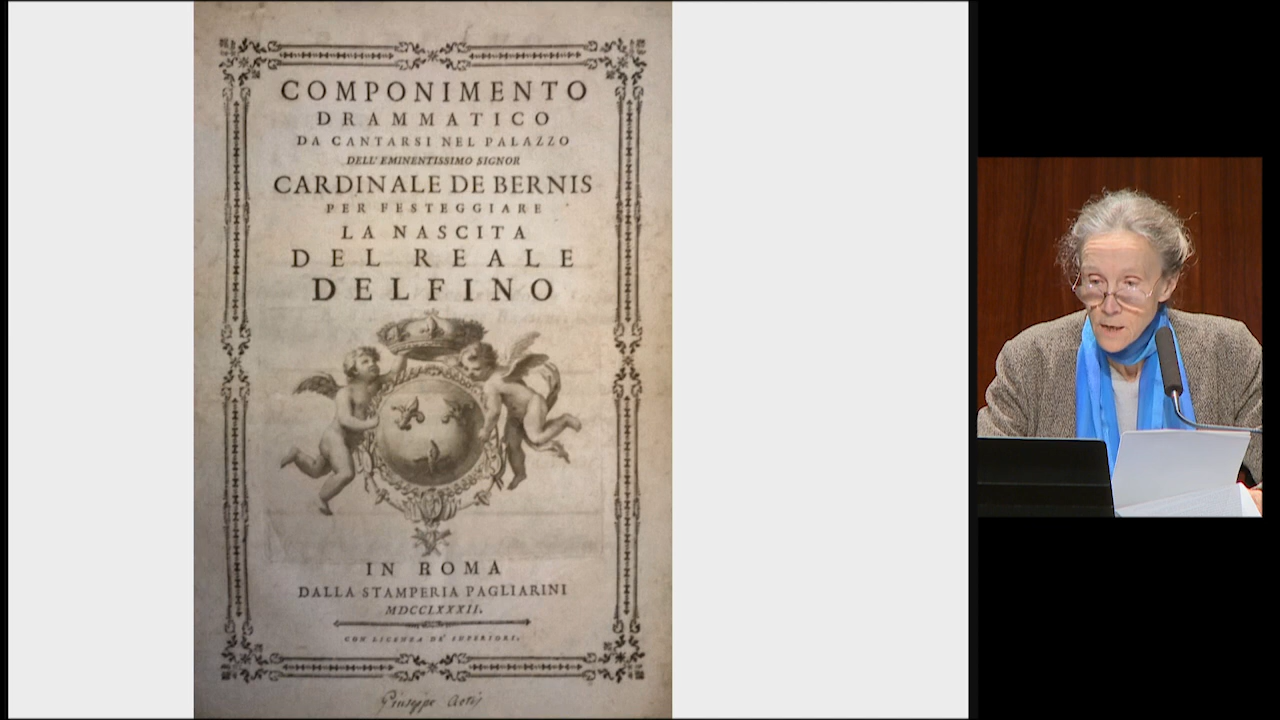 COMPONIMENTO
DRAMMATICO
DA CANTARSI NEL PALAZZO
DELL'EMINENTISSIMO SIGNOR
CARDINALE DE BERNIS
PER FESTEGGIARE
LA NASCITA
DEL REALE
DELFINO
IN ROMA
DALLA STAMPERIA PAGLIARINI
MDCCLXXXII.
CON LICENZA DE' SUPERIORI.
Giuseppe